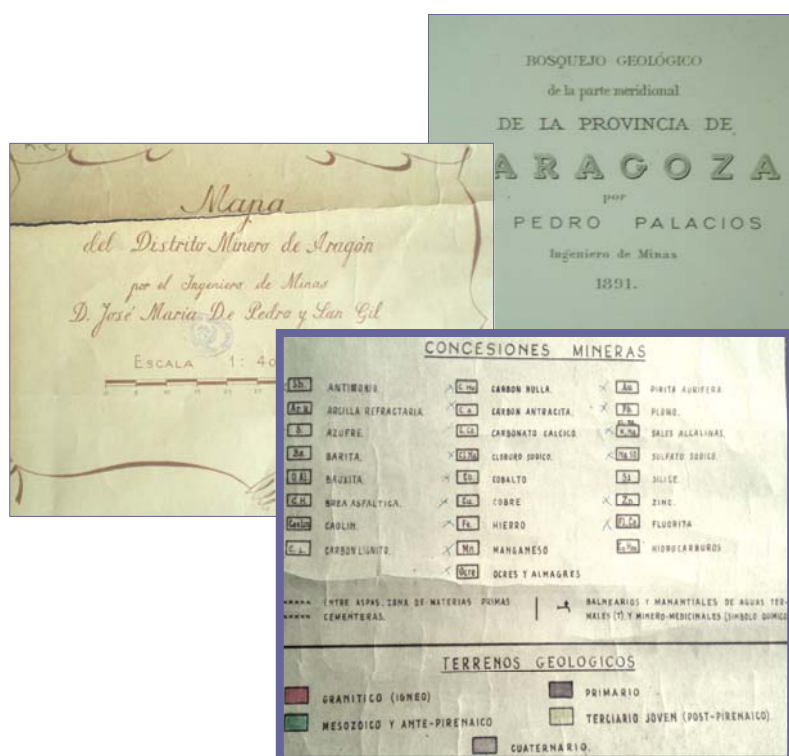 BOSQUEJO GEOLÓGICO
de la parte meridional
DE LA PROVINCIA DE
ARAGOZA
por
PEDRO PALACIOS
Ingeniero de Minas
1891.
Mapa
del Distrito Minero de Aragón
por el Ingeniero de Minas
D. José María De Pedro y San Gil
ESCALA 1: 40
CONCESIONES MINERAS
Sb. ANTIMONIO.
ARCILLA REFRACTARIA.
S. AZUFRE.
Ba. BARITA.
BAUXITA.
C.H. BREA ASFALTICA.
Caolin CAOLIN.
C.L. CARBON LIGNITO.
C.Hu CARBON HULLA.
C.A. CARBON ANTRACITA.
C.Ca. CARBONATO CALCICO.
Cl.Na CLORURO SODICO.
Co. COBALTO
Cu. COBRE
Fe. HIERRO
Mn. MANGANESO
Ocre OCRES Y ALMAGRES
Au PIRITA AURIFERA
Pb. PLOMO.
SALES ALCALINAS.
SULFATO SODICO.
Si. SILICE.
Zn. ZINC.
Fl.Ca FLUORITA
HIDROCARBUROS
ENTRE ASPAS, ZONA DE MATERIAS PRIMAS
CEMENTERAS.
BALNEARIOS Y MANANTIALES DE AGUAS TER-
MALES (T) Y MINERO-MEDICINALES (SIMBOLO QUIMICO
TERRENOS GEOLOGICOS
GRANITICO (IGNEO)
MESOZOICO Y ANTE-PIRENAICO
PRIMARIO
TERCIARIO JOVEN (POST-PIRENAICO)
CUATERNARIO.